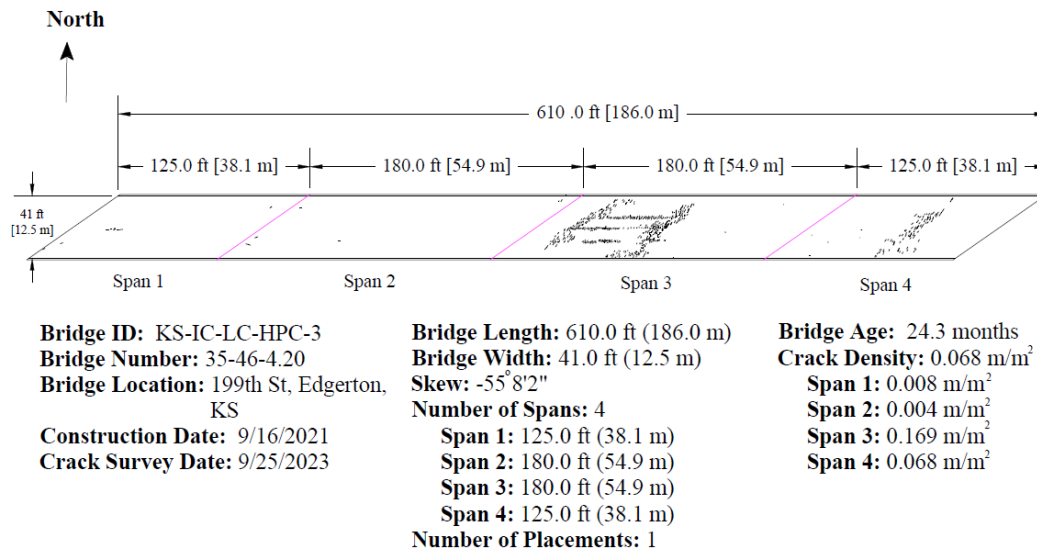 North
610 .0 ft [186.0 m]
125.0 ft [38.1 m]
180.0 ft [54.9 m]
180.0 ft [54.9 m]
125.0 ft [38.1 m]
41 ft
[12.5 m]
Span 1
Span 2
Span 3
Span 4
Bridge ID: KS-IC-LC-HPC-3
Bridge Number: 35-46-4.20
Bridge Location: 199th St, Edgerton,
KS
Construction Date: 9/16/2021
Crack Survey Date: 9/25/2023
Bridge Length: 610.0 ft (186.0 m)
Bridge Width: 41.0 ft (12.5 m)
Skew: -55°8'2"
Number of Spans: 4
Span 1: 125.0 ft (38.1 m)
Span 2: 180.0 ft (54.9 m)
Span 3: 180.0 ft (54.9 m)
Span 4: 125.0 ft (38.1 m)
Number of Placements: 1
Bridge Age: 24.3 months
Crack Density: 0.068 m/m²
Span 1: 0.008 m/m²
Span 2: 0.004 m/m²
Span 3: 0.169 m/m²
Span 4: 0.068 m/m²